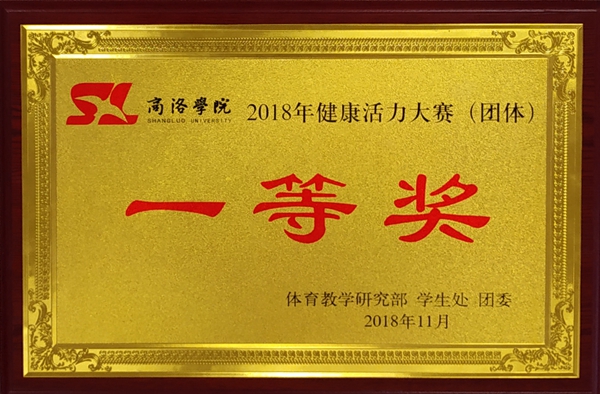 商洛學院 2018年健康活力大赛（团体）
SHANGLUO UNIVERSITY
一等奖
体育教学研究部 学生处 团委
2018年11月